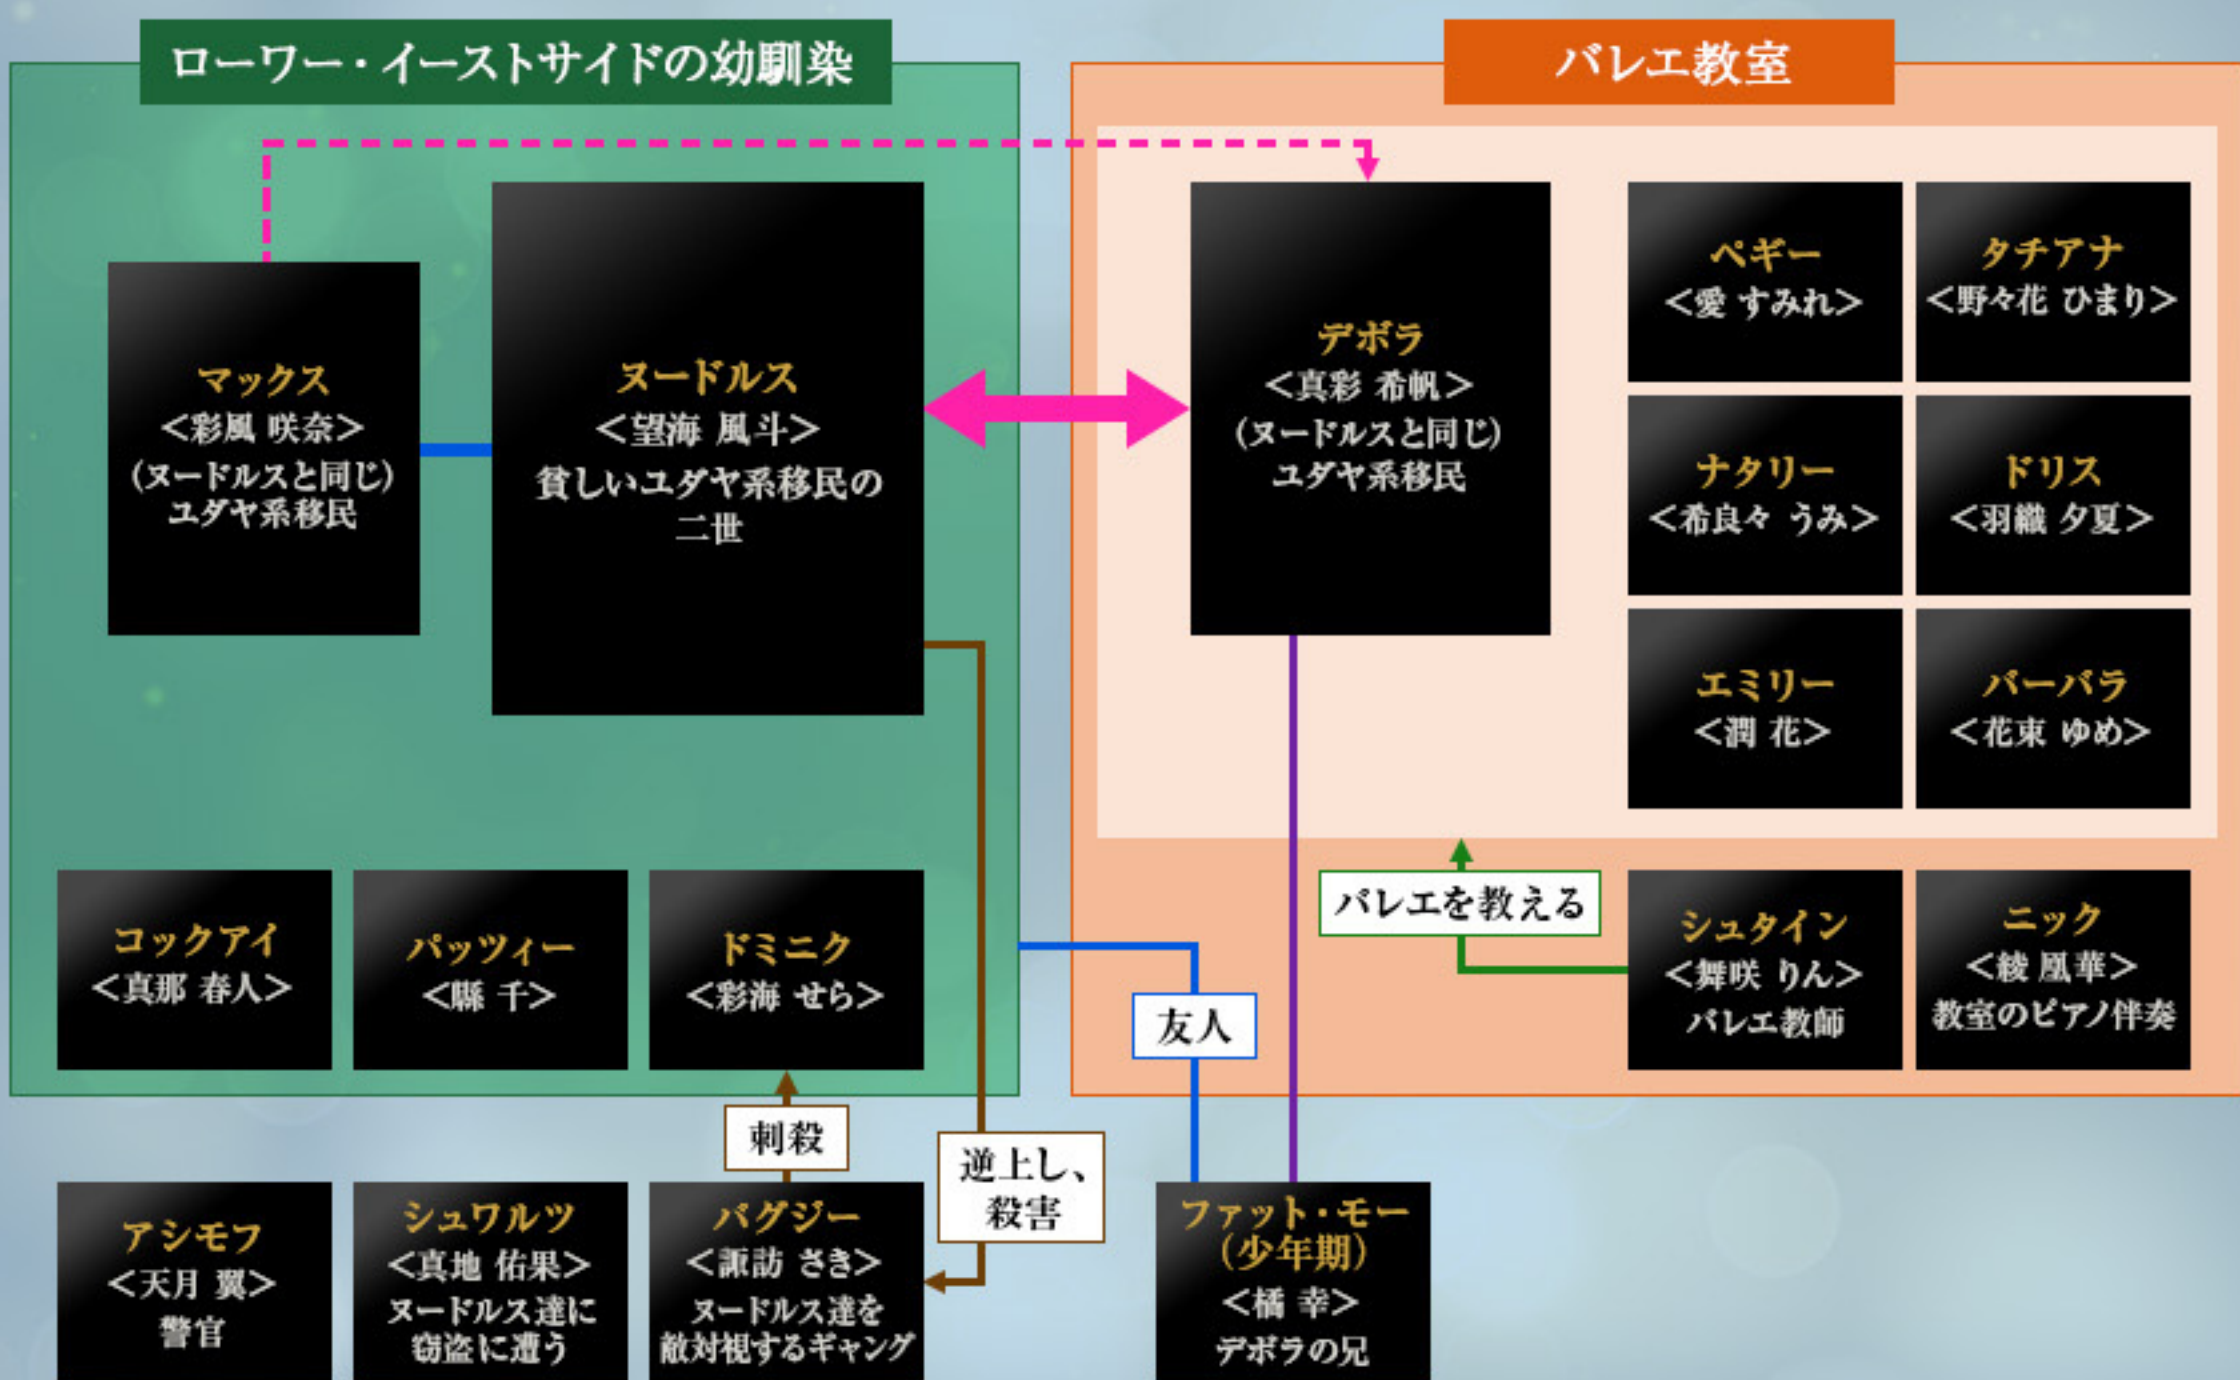 ローワー・イーストサイドの幼馴染
マックス
<彩風 咲奈>
(ヌードルスと同じ)
ユダヤ系移民
ヌードルス
<望海 風斗>
貧しいユダヤ系移民の
二世
コックアイ
<真那 春人>
パッツィー
<縣 千>
ドミニク
<彩海 せら>
バレエ教室
デボラ
<真彩 希帆>
(ヌードルスと同じ)
ユダヤ系移民
ペギー
<愛 すみれ>
タチアナ
<野々花 ひまり>
ナタリー
<希良々 うみ>
ドリス
<羽織 夕夏>
エミリー
<潤 花>
バーバラ
<花束 ゆめ>
バレエを教える
シュタイン
<舞咲 りん>
バレエ教師
ニック
<綾 凰華>
教室のピアノ伴奏
友人
刺殺
逆上し、
殺害
アシモフ
<天月 翼>
警官
シュワルツ
<真地 佑果>
ヌードルス達に
窃盗に遭う
バグジー
<諏訪 さき>
ヌードルス達を
敵対視するギャング
ファット・モー
(少年期)
<橘 幸>
デボラの兄